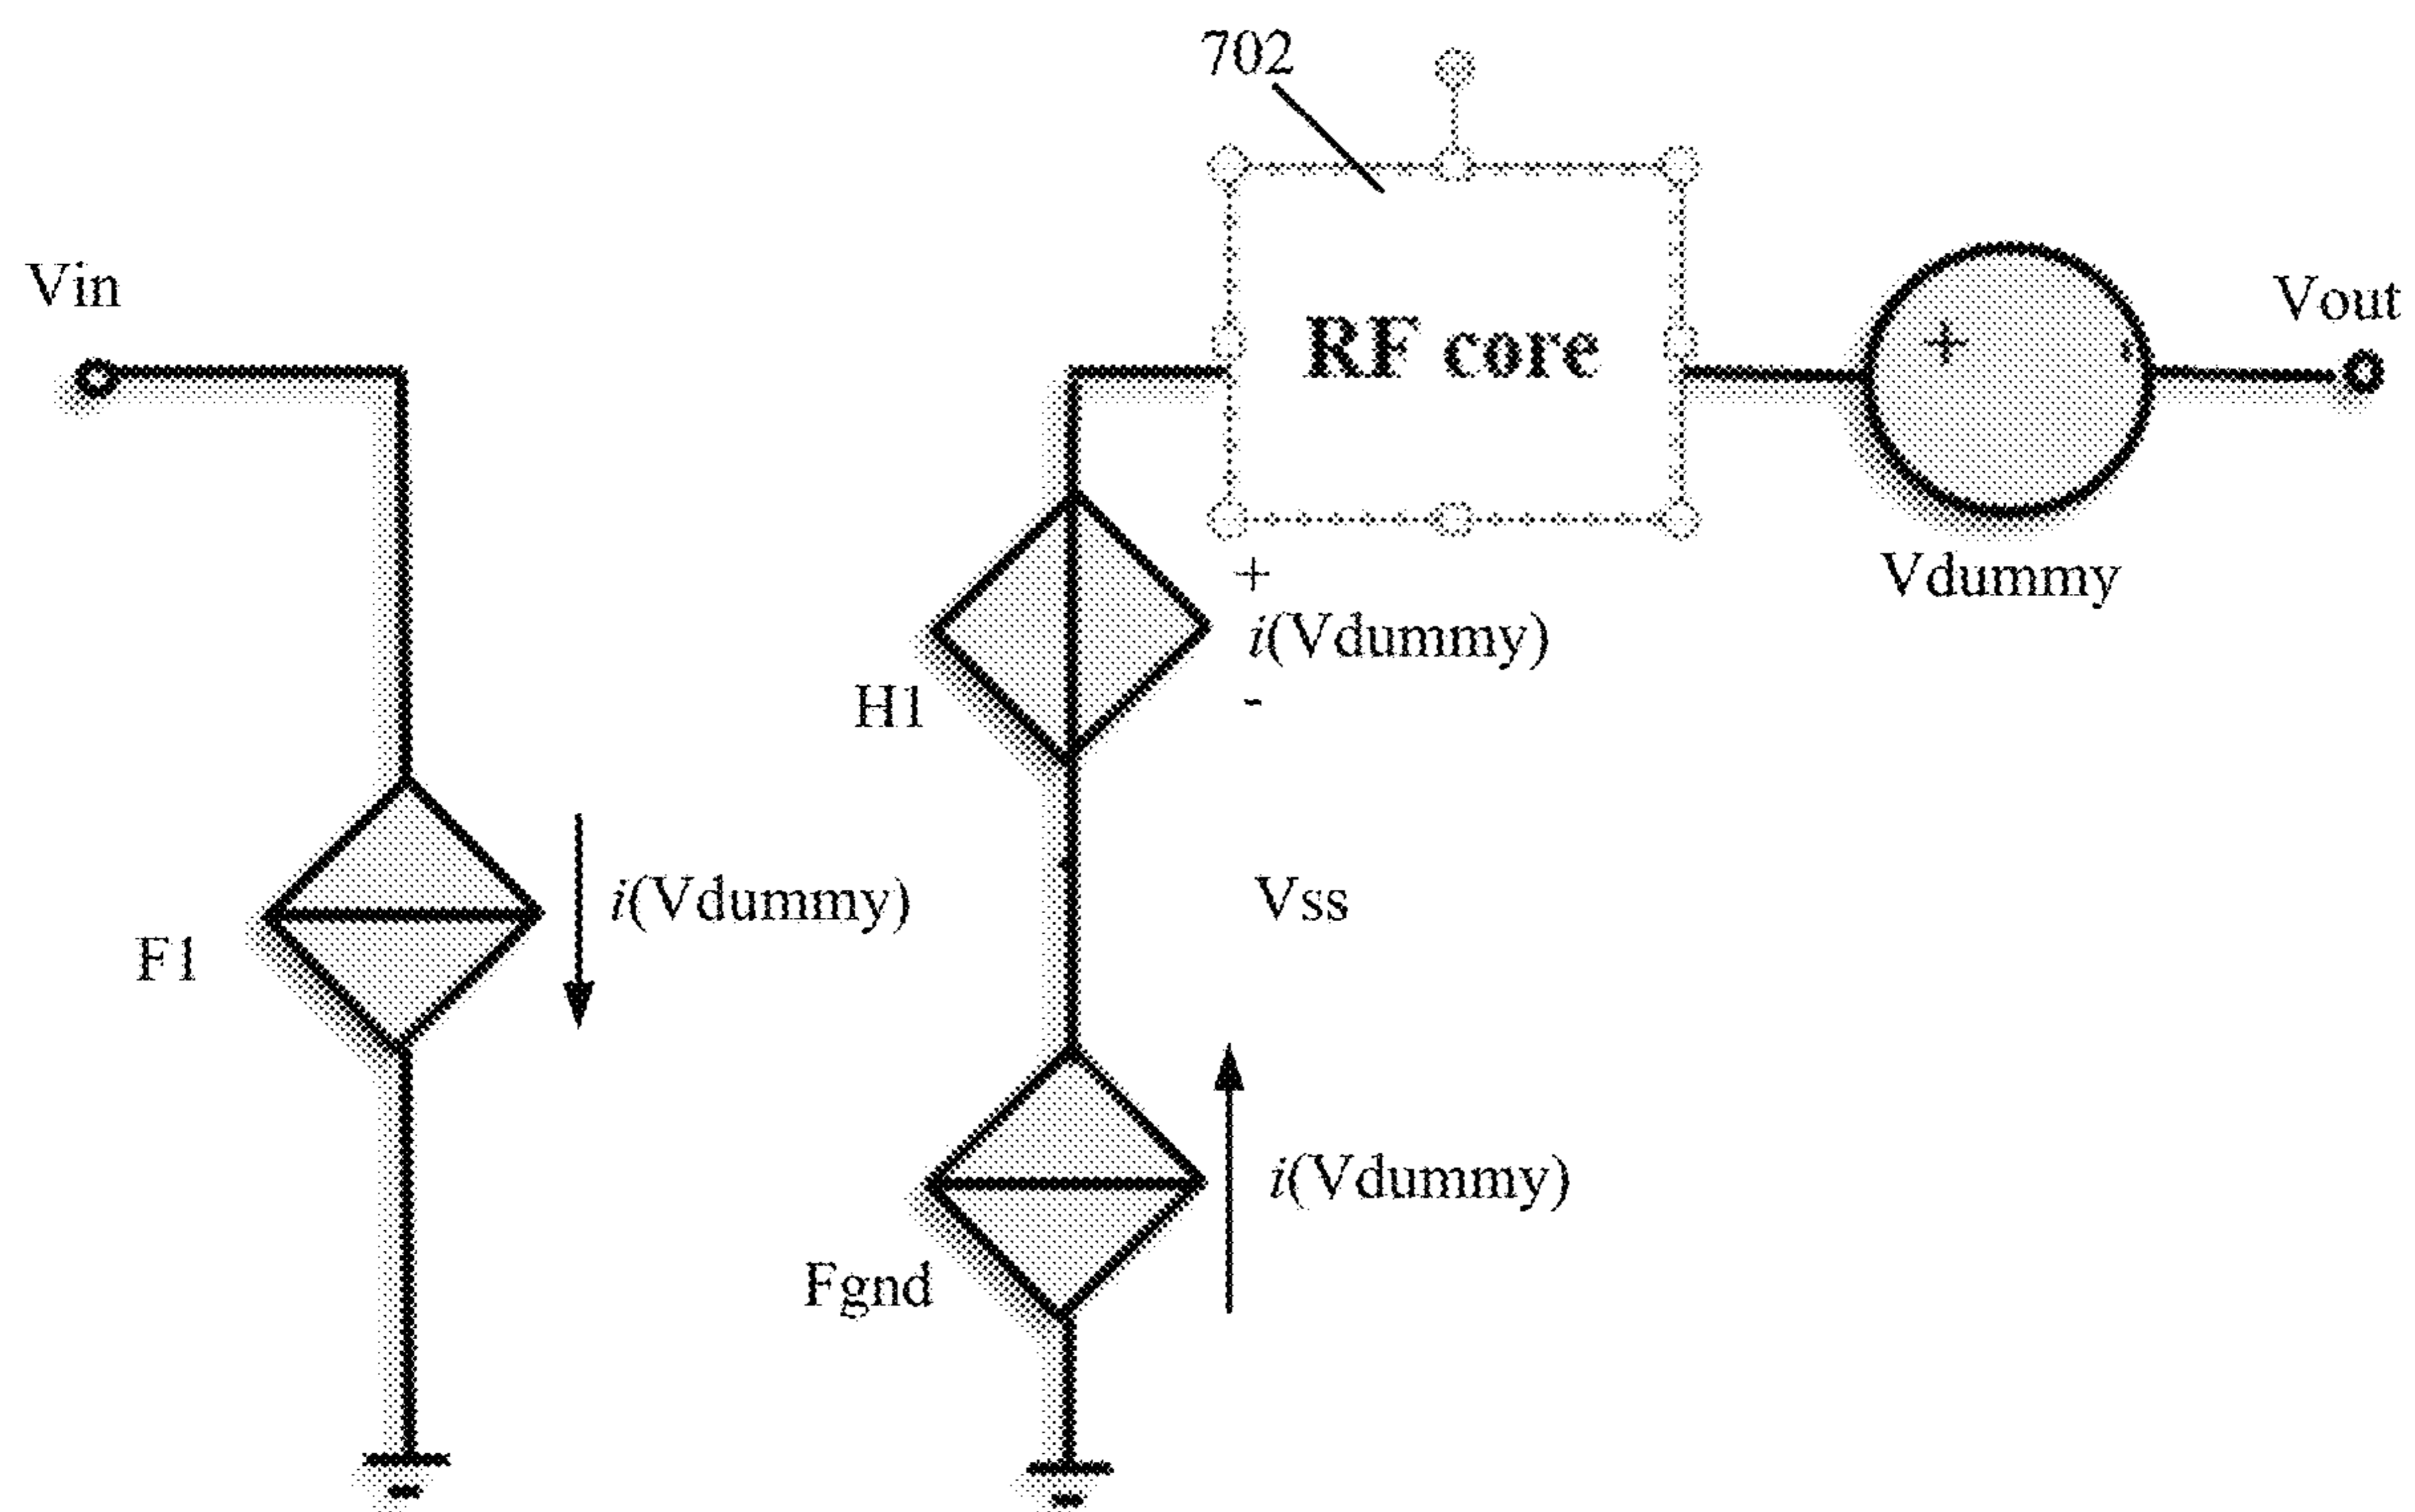 702
Vin
RF core
Vout
+
Vdummy
+
i(Vdummy)
-
H1
i(Vdummy)
Vss
F1
i(Vdummy)
Fgnd